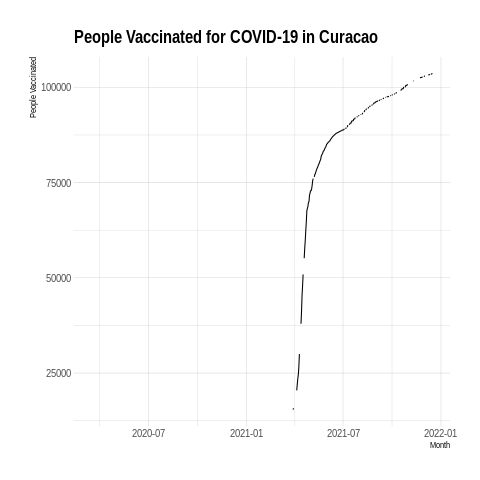 People Vaccinated for COVID-19 in Curacao
People Vaccinated
100000
75000
50000
25000
2020-07
2021-01
2021-07
2022-01
Month